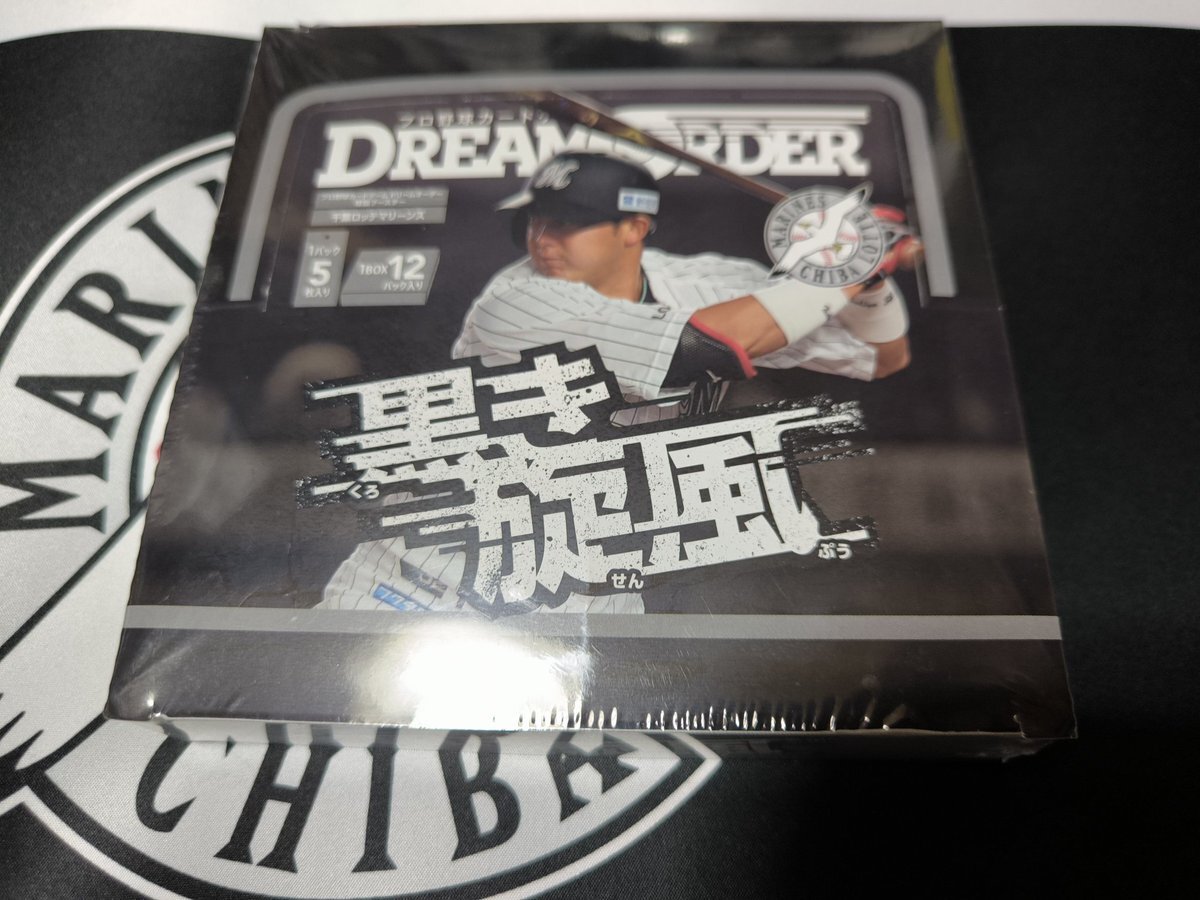 プロ野球カードゲーム
DREAM ORDER
千葉ロッテマリーンズ
1パック
5
枚入り
1BOX 12
パック入り
MC
MARINES
LOTTE
CHIBA
黒き
くろ
旋風
せん
ぷう
MARIN
CHIBA